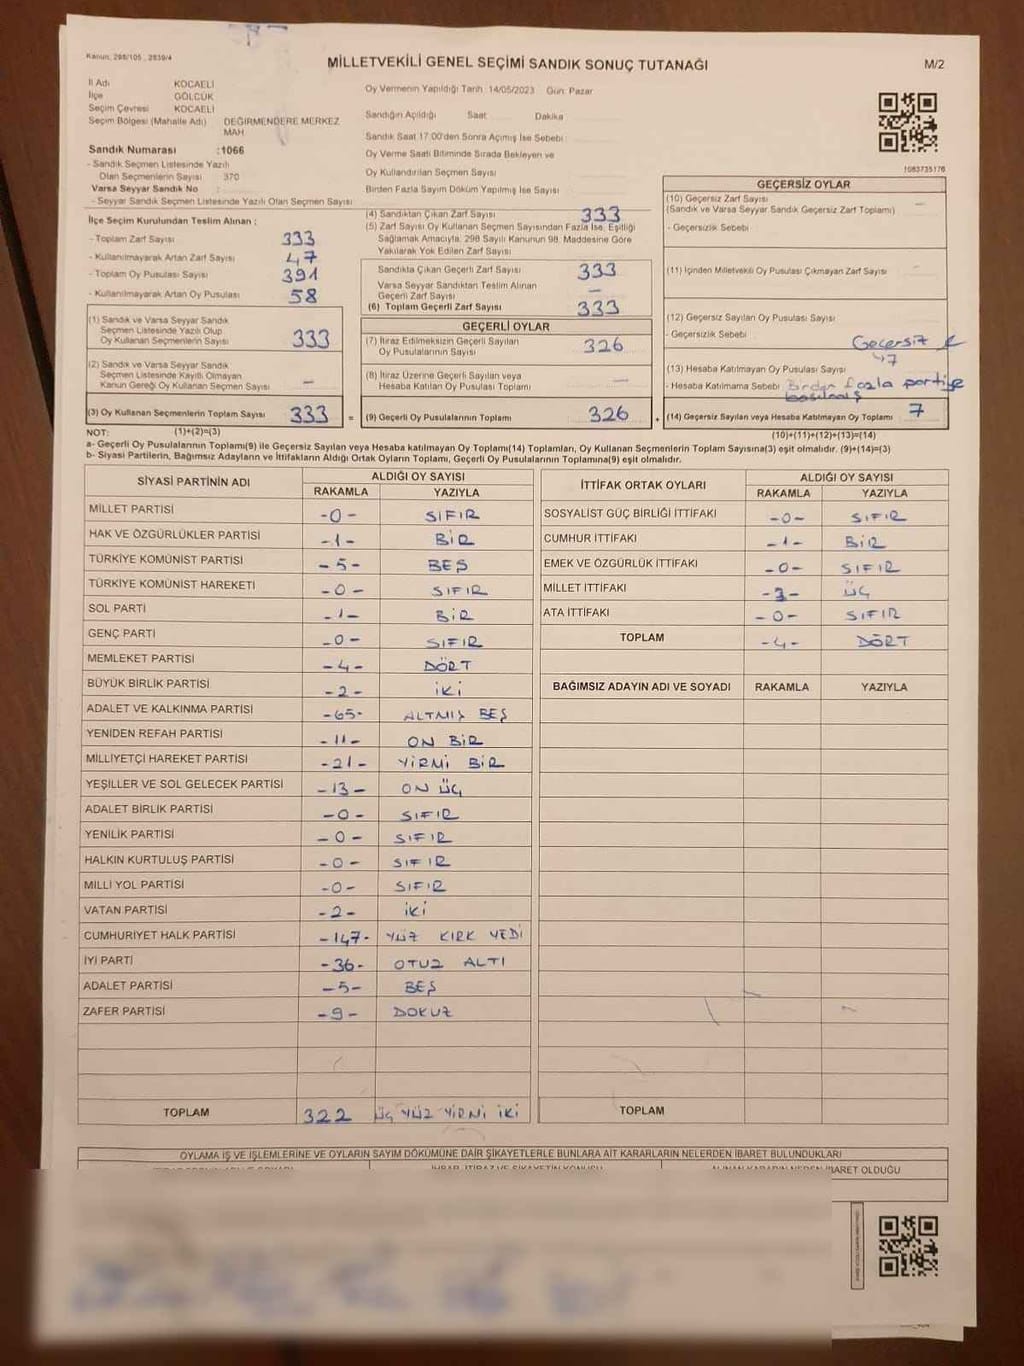 Kanun: 298/105 , 2839/4
MİLLETVEKİLİ GENEL SEÇİMİ SANDIK SONUÇ TUTANAĞI
M/2
İl Adı KOCAELİ
İlçe GÖLCÜK
Seçim Çevresi KOCAELİ
Seçim Bölgesi (Mahalle Adı) DEĞİRMENDERE MERKEZ MAH
Sandık Numarası :1066
- Sandık Seçmen Listesinde Yazılı
Olan Seçmenlerin Sayısı 370
Varsa Seyyar Sandık No :
- Seyyar Sandık Seçmen Listesinde Yazılı Olan Seçmen Sayısı
Oy Vermenin Yapıldığı Tarih :14/05/2023 Gün: Pazar
Sandığın Açıldığı Saat Dakika
Sandık Saat 17:00'den Sonra Açımış İse Sebebi
Oy Verme Saati Bitiminde Sırada Bekleyen ve
Oy Kullandırılan Seçmen Sayısı
Birden Fazla Sayım Döküm Yapılmış İse Sayısı
1083735176
İlçe Seçim Kurulundan Teslim Alınan :
- Toplam Zarf Sayısı 333
- Kullanılmayarak Artan Zarf Sayısı 47
- Toplam Oy Pusulası Sayısı 391
- Kullanılmayarak Artan Oy Pusulası 58
(1) Sandık ve Varsa Seyyar Sandık
Seçmen Listesinde Yazılı Olup
Oy Kullanan Seçmenlerin Sayısı 333
(2) Sandık ve Varsa Seyyar Sandık
Seçmen Listesinde Kayıtlı Olmayan
Kanun Gereği Oy Kullanan Seçmen Sayısı –
(3) Oy Kullanan Seçmenlerin Toplam Sayısı 333 =
(1)+(2)=(3)
(4) Sandıktan Çıkan Zarf Sayısı 333
(5) Zarf Sayısı Oy Kullanan Seçmen Sayısından Fazla İse, Eşitliği
Sağlamak Amacıyla, 298 Sayılı Kanunun 98. Maddesine Göre
Yakılarak Yok Edilen Zarf Sayısı
Sandıkta Çıkan Geçerli Zarf Sayısı 333
Varsa Seyyar Sandıktan Teslim Alınan
Geçerli Zarf Sayısı –
(6) Toplam Geçerli Zarf Sayısı 333
GEÇERLİ OYLAR
(7) İtiraz Edilmeksizin Geçerli Sayılan
Oy Pusulalarının Sayısı 326
(8) İtiraz Üzerine Geçerli Sayılan veya
Hesaba Katılan Oy Pusulası Toplamı –
(9) Geçerli Oy Pusulalarının Toplamı 326
GEÇERSİZ OYLAR
(10) Geçersiz Zarf Sayısı –
(Sandık ve Varsa Seyyar Sandık Geçersiz Zarf Toplamı)
- Geçersizlik Sebebi
(11) İçinden Milletvekili Oy Pusulası Çıkmayan Zarf Sayısı –
(12) Geçersiz Sayılan Oy Pusulası Sayısı
- Geçersizlik Sebebi Geçersiz
(13) Hesaba Katılmayan Oy Pusulası Sayısı
- Hesaba Katılmama Sebebi Birden fazla partiye
basılmış
(14) Geçersiz Sayılan veya Hesaba Katılmayan Oy Toplamı 7
(10)+(11)+(12)+(13)=(14)
NOT:
a- Geçerli Oy Pusulalarının Toplamı(9) ile Geçersiz Sayılan veya Hesaba katılmayan Oy Toplamı(14) Toplamları, Oy Kullanan Seçmenlerin Toplam Sayısına(3) eşit olmalıdır. (9)+(14)=(3)
b- Siyasi Partilerin, Bağımsız Adayların ve İttifakların Aldığı Ortak Oyların Toplamı, Geçerli Oy Pusulalarının Toplamına(9) eşit olmalıdır.
SİYASİ PARTİNİN ADI ALDIĞI OY SAYISI
RAKAMLA YAZIYLA
MİLLET PARTİSİ -0- SIFIR
HAK VE ÖZGÜRLÜKLER PARTİSİ -1- BİR
TÜRKİYE KOMÜNİST PARTİSİ -5- BEŞ
TÜRKİYE KOMÜNİST HAREKETİ -0- SIFIR
SOL PARTİ -1- BİR
GENÇ PARTİ -0- SIFIR
MEMLEKET PARTİSİ -4- DÖRT
BÜYÜK BİRLİK PARTİSİ -2- İKİ
ADALET VE KALKINMA PARTİSİ -65- ALTMIŞ BEŞ
YENİDEN REFAH PARTİSİ -11- ON BİR
MİLLİYETÇİ HAREKET PARTİSİ -21- YİRMİ BİR
YEŞİLLER VE SOL GELECEK PARTİSİ -13- ON ÜÇ
ADALET BİRLİK PARTİSİ -0- SIFIR
YENİLİK PARTİSİ -0- SIFIR
HALKIN KURTULUŞ PARTİSİ -0- SIFIR
MİLLİ YOL PARTİSİ -0- SIFIR
VATAN PARTİSİ -2- İKİ
CUMHURİYET HALK PARTİSİ -147- YÜZ KIRK YEDİ
İYİ PARTİ -36- OTUZ ALTI
ADALET PARTİSİ -5- BEŞ
ZAFER PARTİSİ -9- DOKUZ
TOPLAM 322 ÜÇ YÜZ YİRMİ İKİ
İTTİFAK ORTAK OYLARI ALDIĞI OY SAYISI
RAKAMLA YAZIYLA
SOSYALİST GÜÇ BİRLİĞİ İTTİFAKI -0- SIFIR
CUMHUR İTTİFAKI -1- BİR
EMEK VE ÖZGÜRLÜK İTTİFAKI -0- SIFIR
MİLLET İTTİFAKI -3- ÜÇ
ATA İTTİFAKI -0- SIFIR
TOPLAM -4- DÖRT
BAĞIMSIZ ADAYIN ADI VE SOYADI RAKAMLA YAZIYLA
TOPLAM
OYLAMA İŞ VE İŞLEMLERİNE VE OYLARIN SAYIM DÖKÜMÜNE DAİR ŞİKAYETLERLE BUNLARA AİT KARARLARIN NELERDEN İBARET BULUNDUKLARI
İBARET OLDUĞU